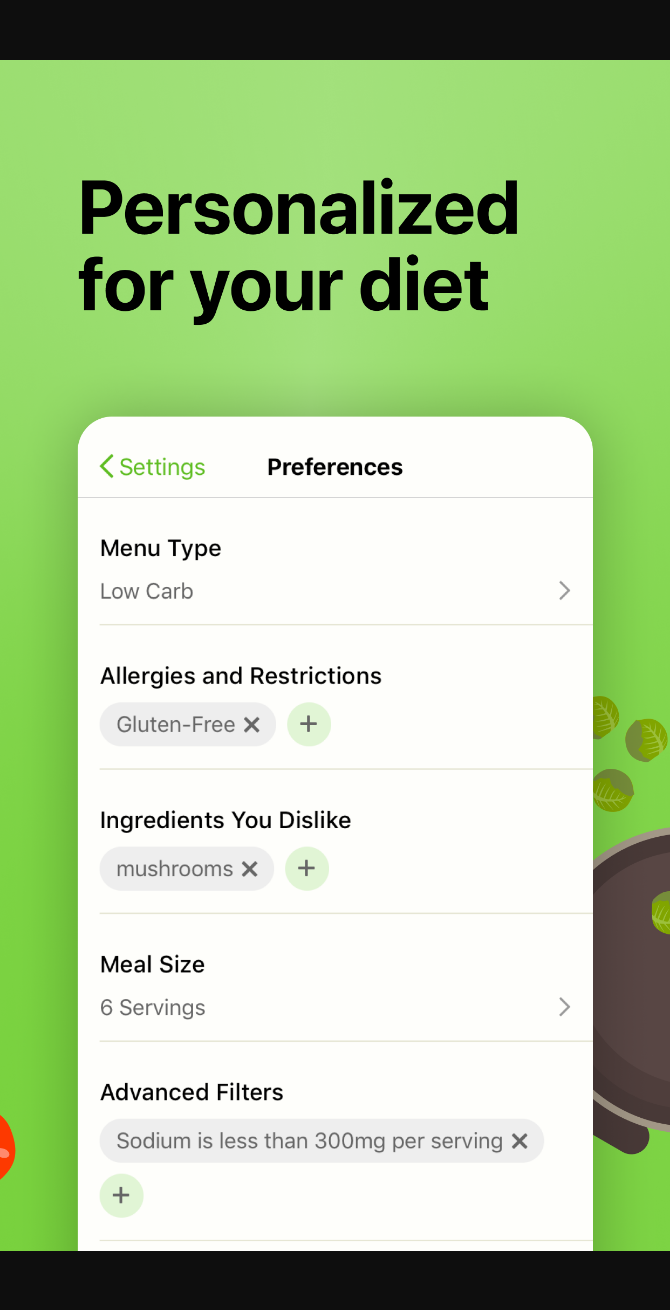 Personalized
for your diet
Settings Preferences
Menu Type
Low Carb
Allergies and Restrictions
Gluten-Free
Ingredients You Dislike
mushrooms
Meal Size
6 Servings
Advanced Filters
Sodium is less than 300mg per serving